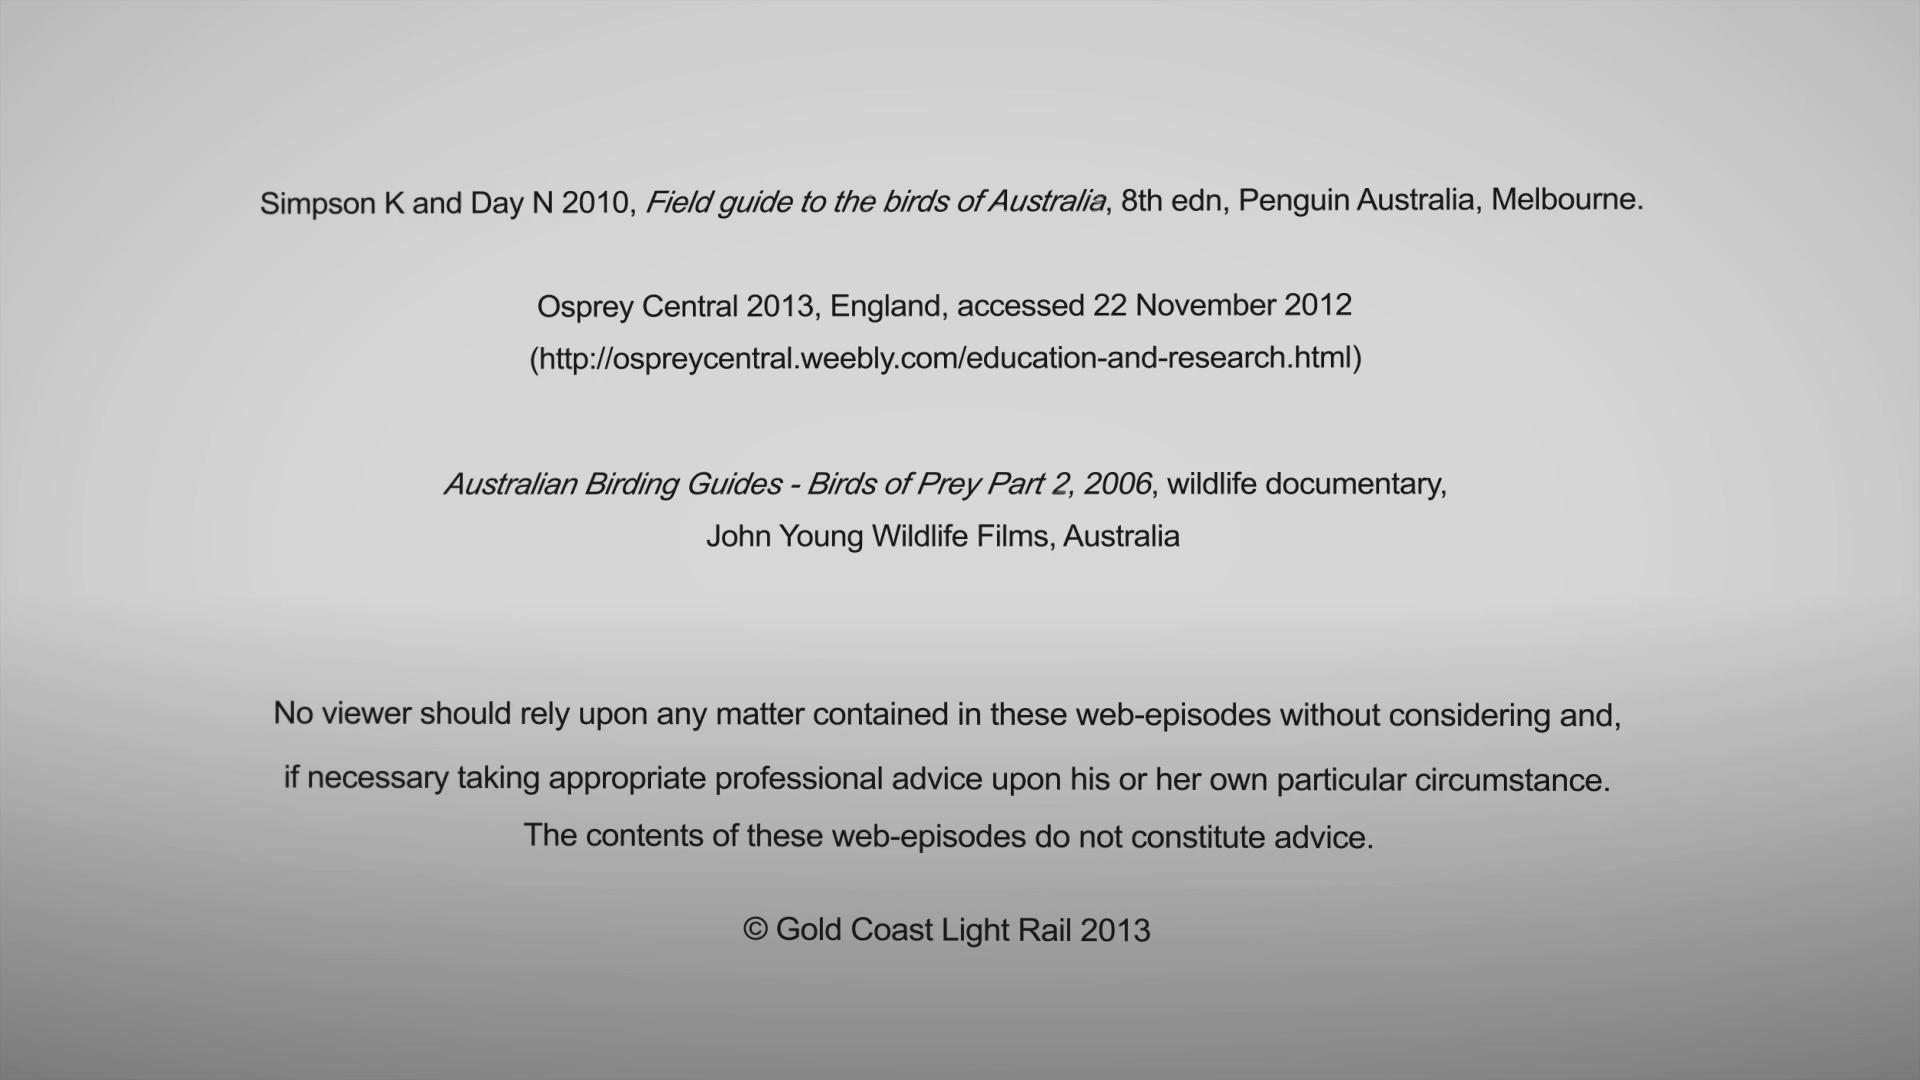 Simpson K and Day N 2010, Field guide to the birds of Australia, 8th edn, Penguin Australia, Melbourne.
Osprey Central 2013, England, accessed 22 November 2012
(http://ospreycentral.weebly.com/education-and-research.html)
Australian Birding Guides - Birds of Prey Part 2, 2006, wildlife documentary,
John Young Wildlife Films, Australia
No viewer should rely upon any matter contained in these web-episodes without considering and,
if necessary taking appropriate professional advice upon his or her own particular circumstance.
The contents of these web-episodes do not constitute advice.
© Gold Coast Light Rail 2013